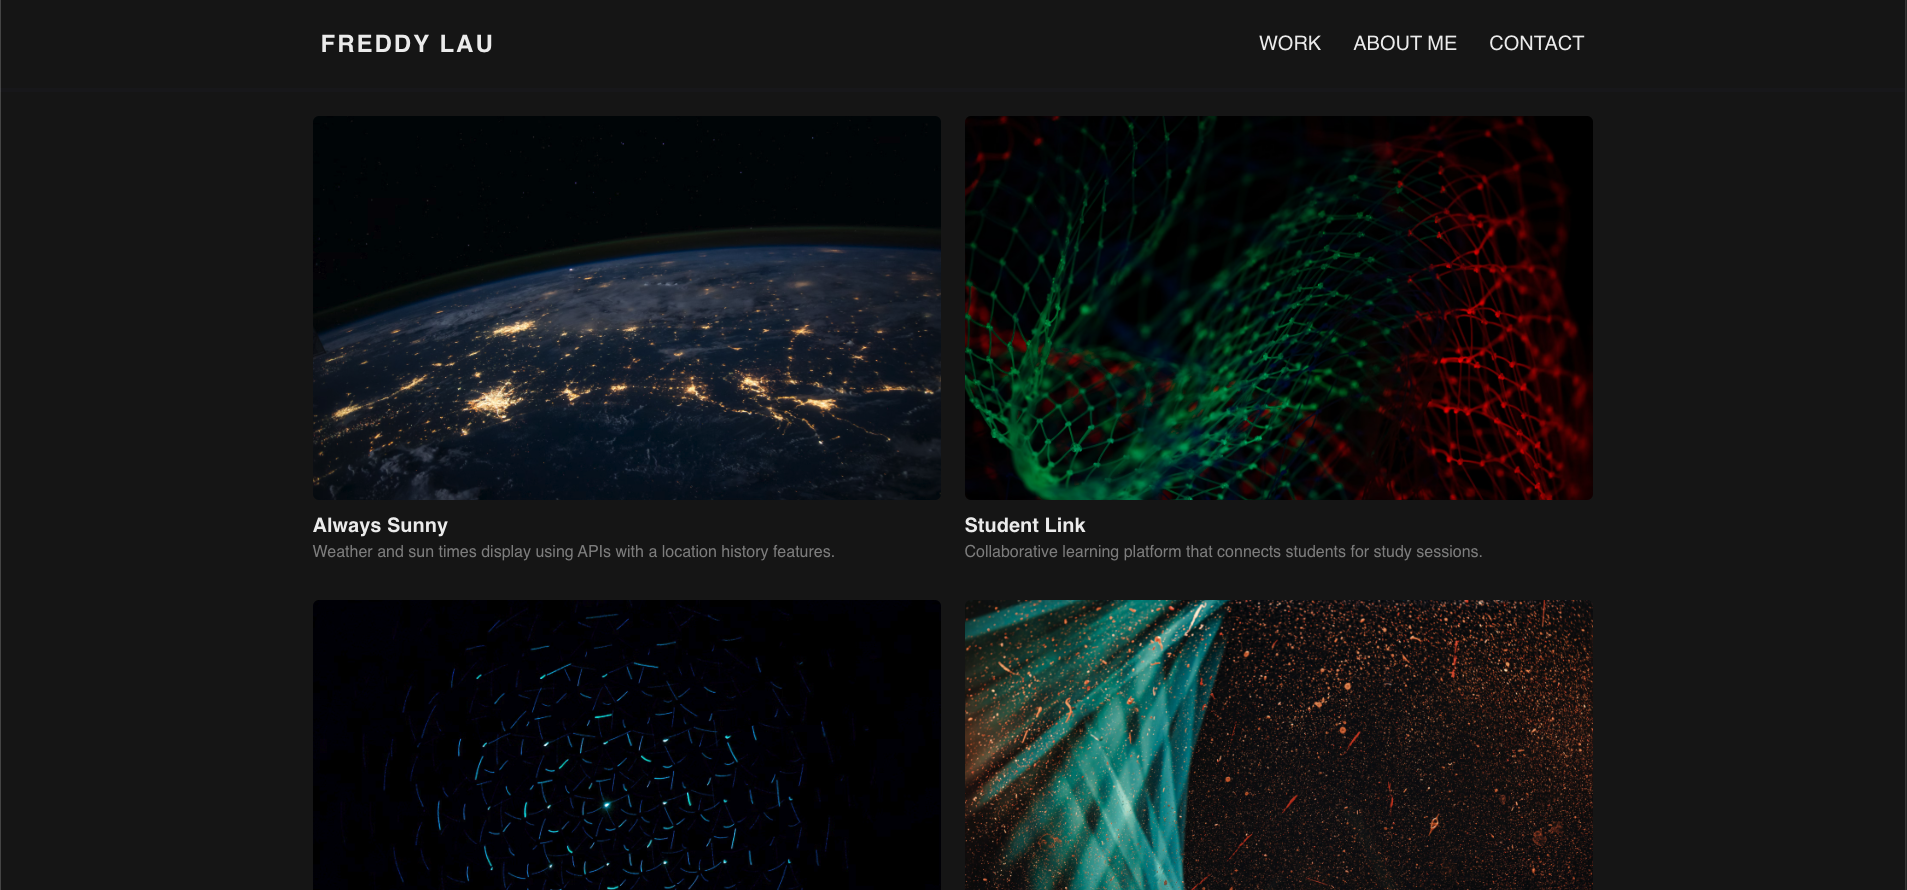 FREDDY LAU
WORK ABOUT ME CONTACT
Always Sunny
Weather and sun times display using APIs with a location history features.
Student Link
Collaborative learning platform that connects students for study sessions.